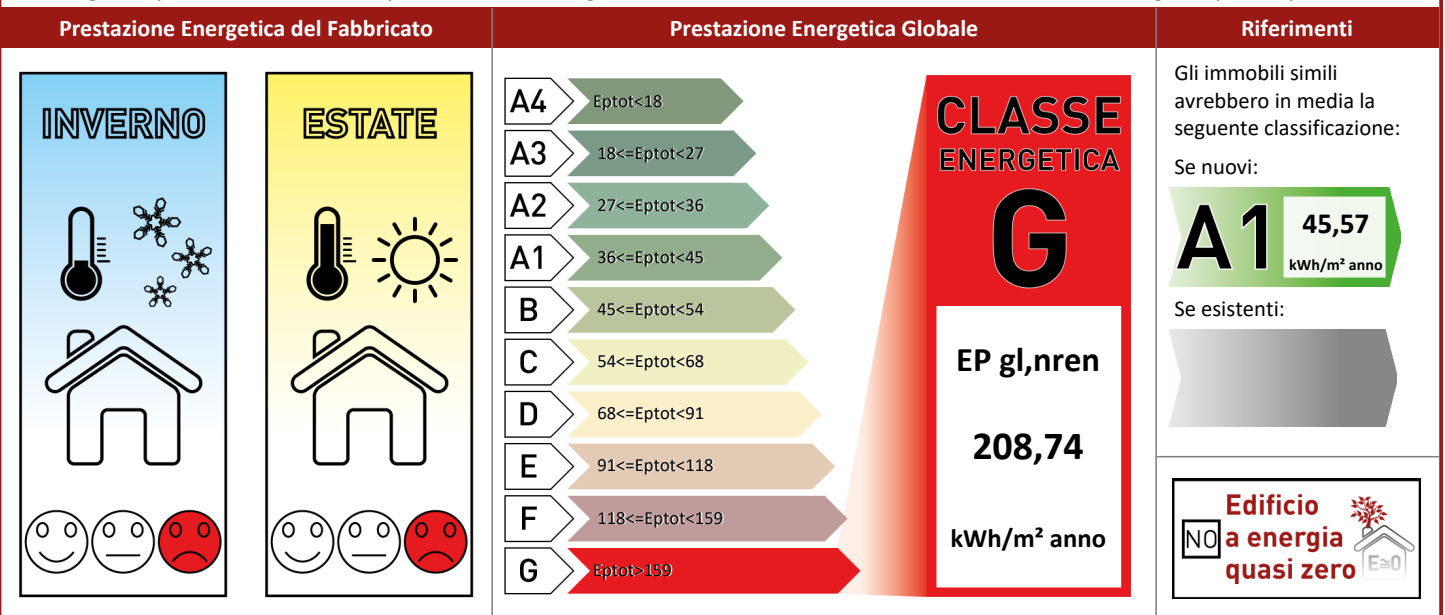 Prestazione Energetica del Fabbricato
Prestazione Energetica Globale
Riferimenti
INVERNO
ESTATE
A4 Eptot<18
A3 18<=Eptot<27
A2 27<=Eptot<36
A1 36<=Eptot<45
B 45<=Eptot<54
C 54<=Eptot<68
D 68<=Eptot<91
E 91<=Eptot<118
F 118<=Eptot<159
G Eptot>159
CLASSE
ENERGETICA
G
EP gl,nren
208,74
kWh/m² anno
Gli immobili simili
avrebbero in media la
seguente classificazione:
Se nuovi:
A1 45,57
kWh/m² anno
Se esistenti:
Edificio
NO a energia
quasi zero E≅0